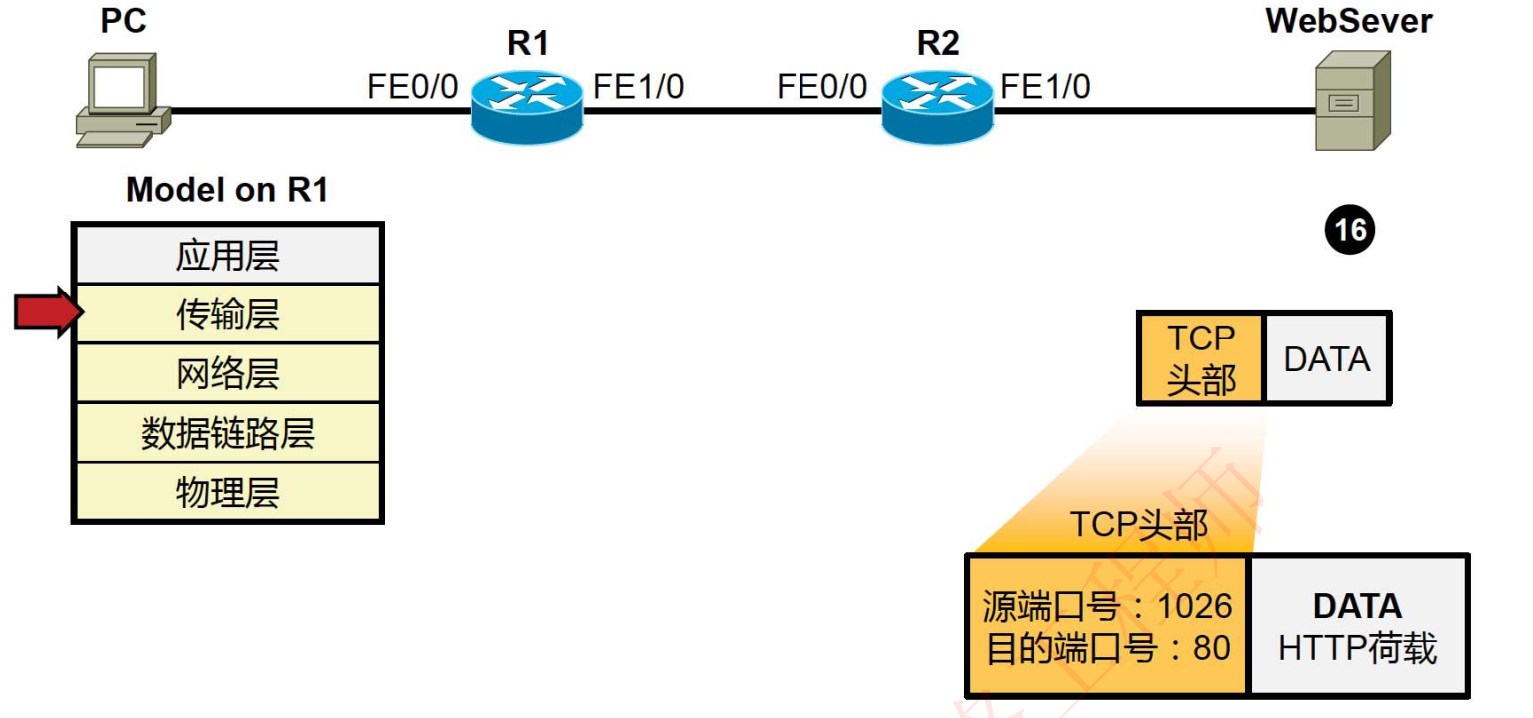 PC
R1
R2
WebSever
FE0/0
FE1/0
FE0/0
FE1/0
Model on R1
应用层
传输层
网络层
数据链路层
物理层
16
TCP
头部
DATA
TCP头部
源端口号：1026
目的端口号：80
DATA
HTTP荷载
工程师